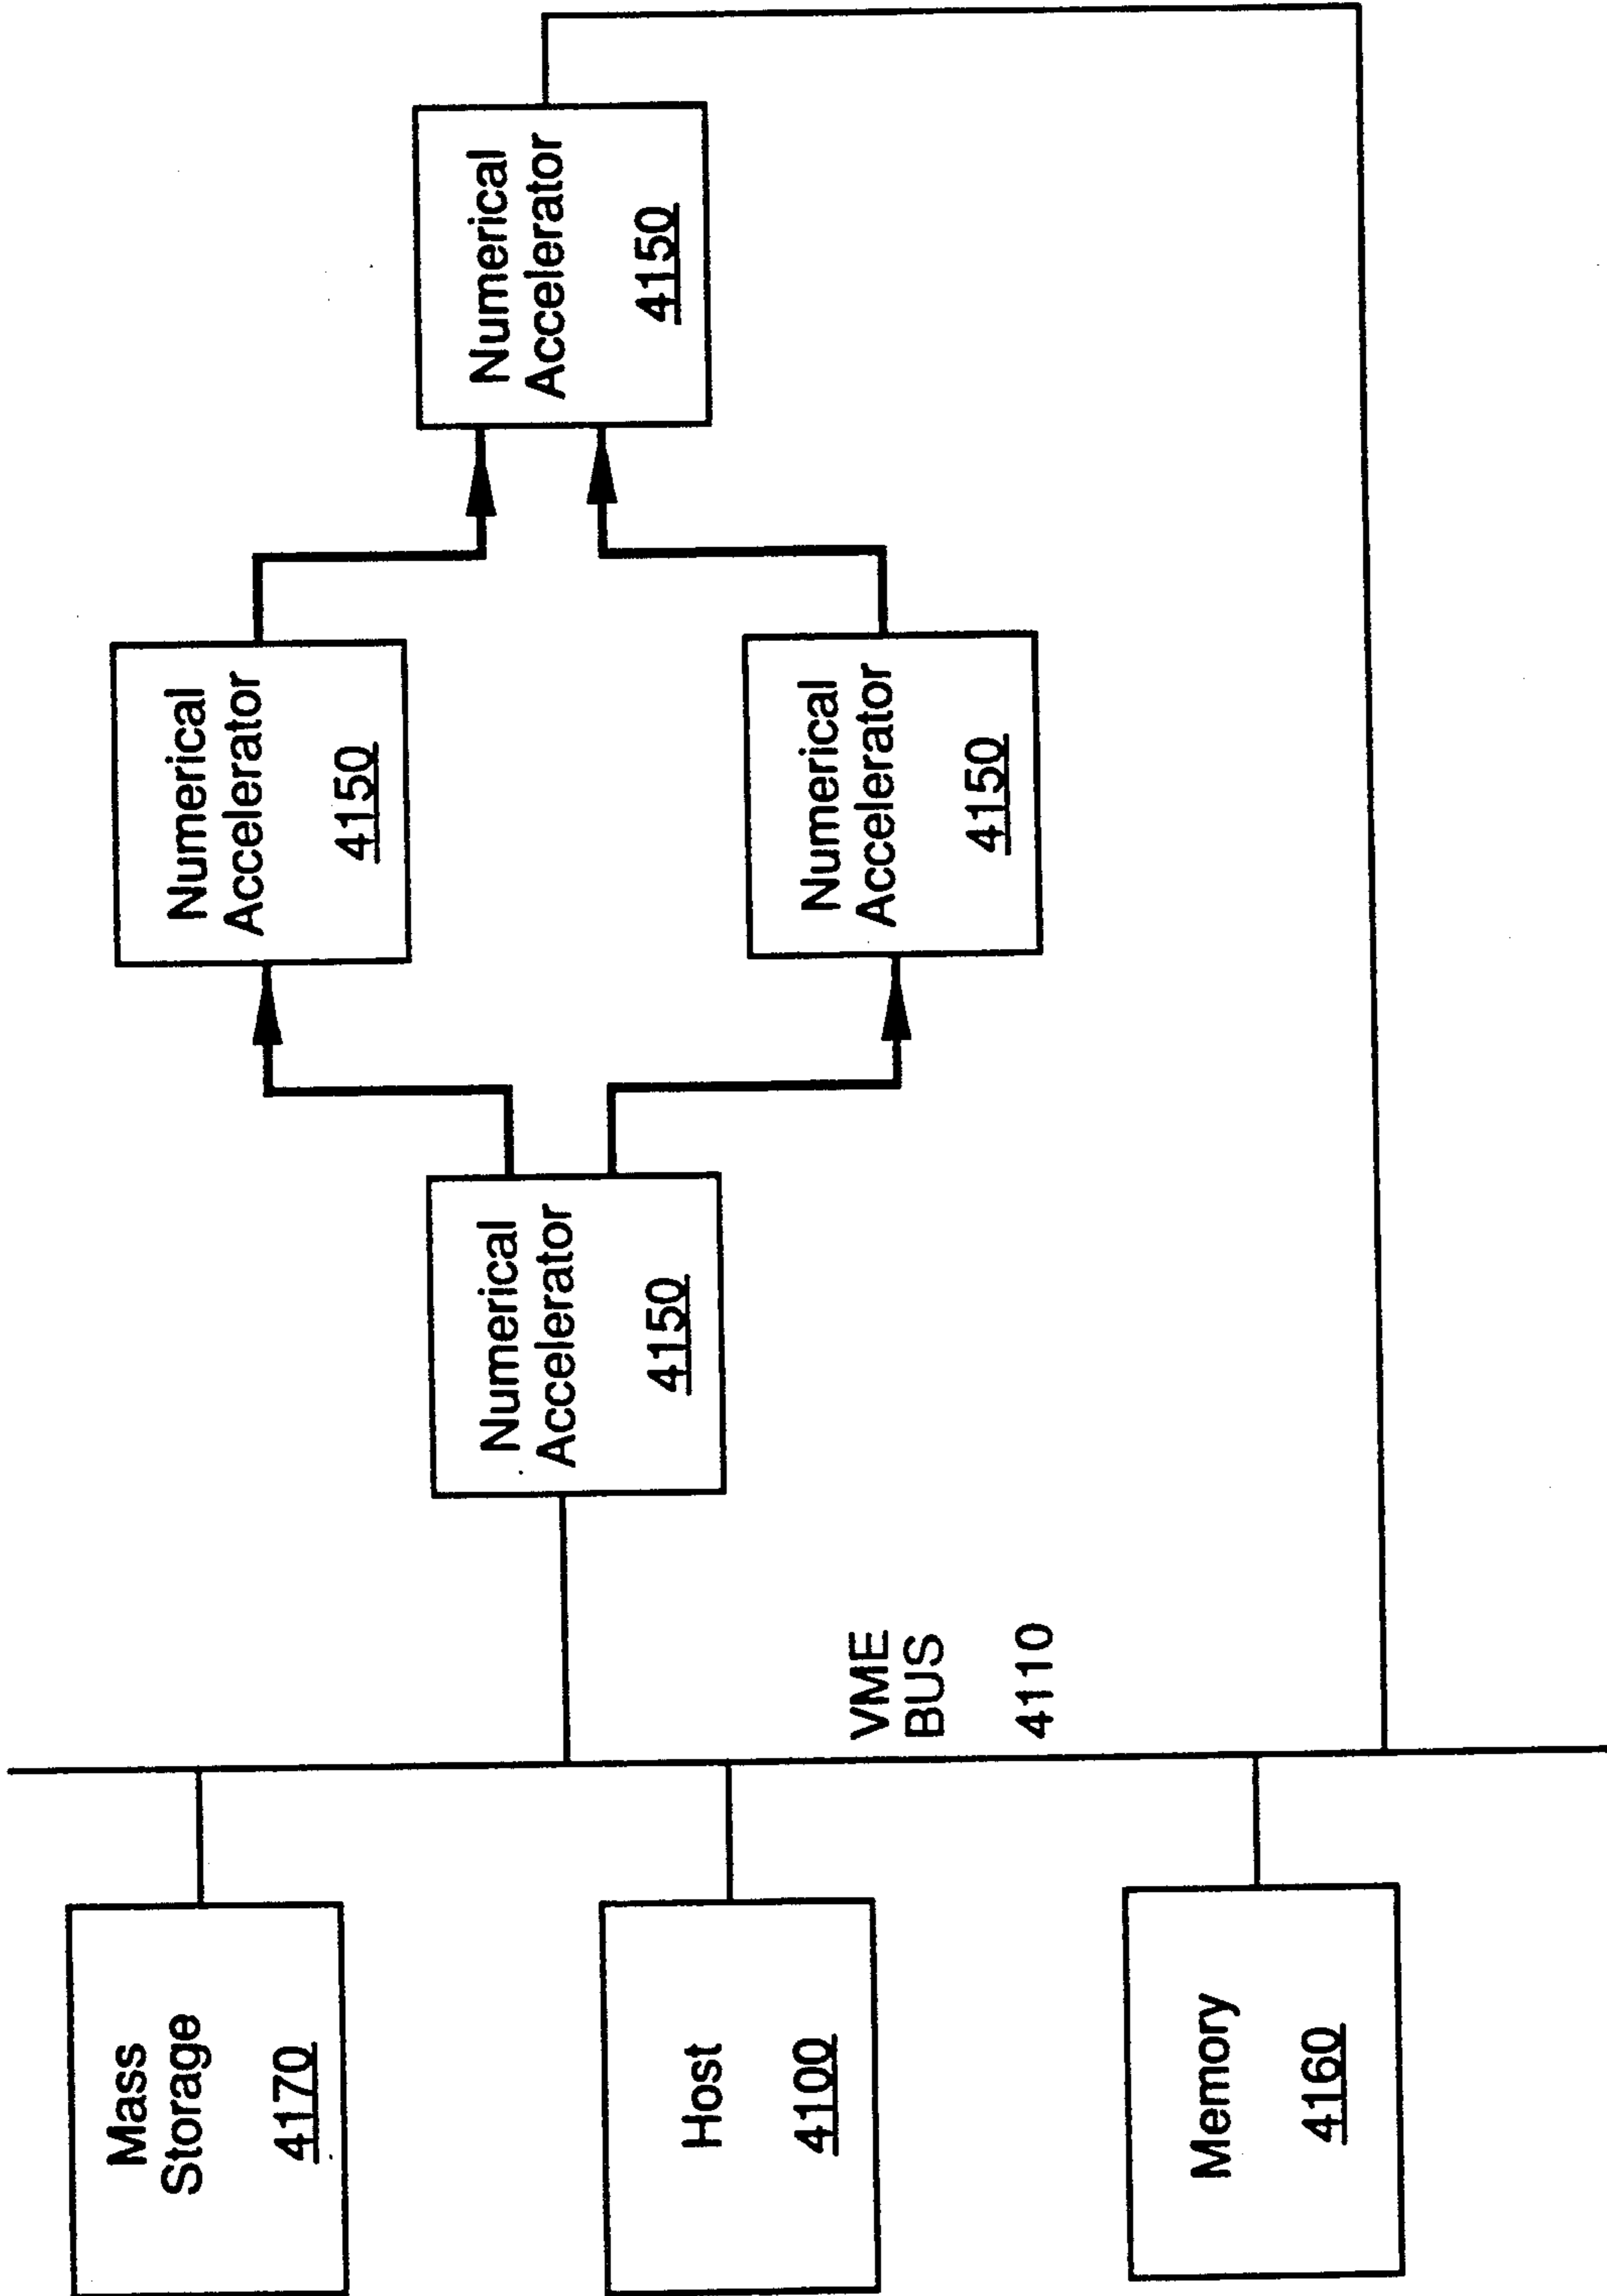 Mass
Storage
4170
Host
4100
Memory
4160
VME
BUS
4110
Numerical
Accelerator
4150
Numerical
Accelerator
4150
Numerical
Accelerator
4150
Numerical
Accelerator
4150